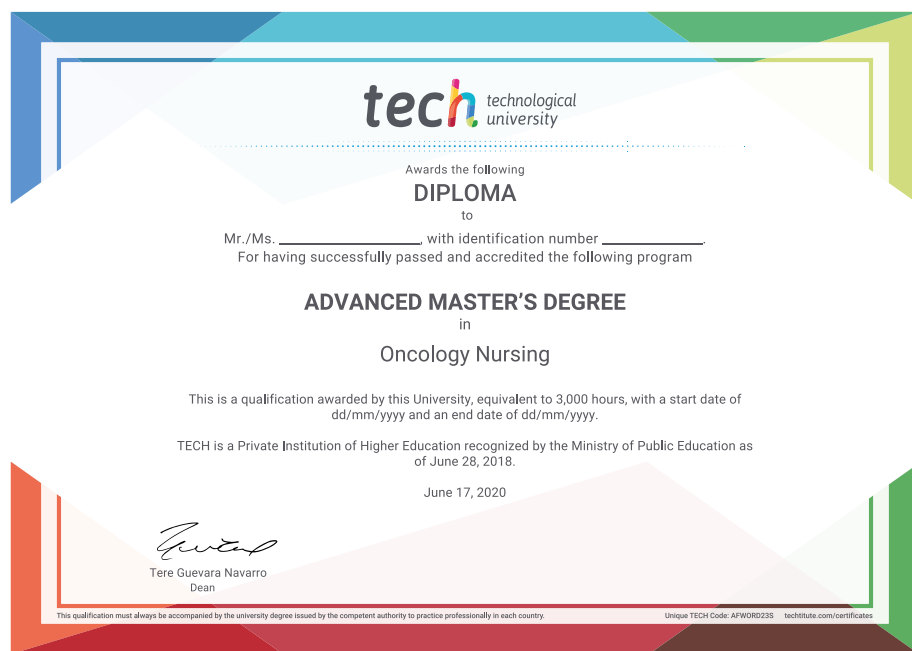 tech technological
university
Awards the following
DIPLOMA
to
Mr./Ms. ____________________, with identification number ______________.
For having successfully passed and accredited the following program
ADVANCED MASTER'S DEGREE
in
Oncology Nursing
This is a qualification awarded by this University, equivalent to 3,000 hours, with a start date of
dd/mm/yyyy and an end date of dd/mm/yyyy.
TECH is a Private Institution of Higher Education recognized by the Ministry of Public Education as
of June 28, 2018.
June 17, 2020
Tere Guevara Navarro
Dean
This qualification must always be accompanied by the university degree issued by the competent authority to practice professionally in each country. Unique TECH Code: AFWORD23S techtitute.com/certificates